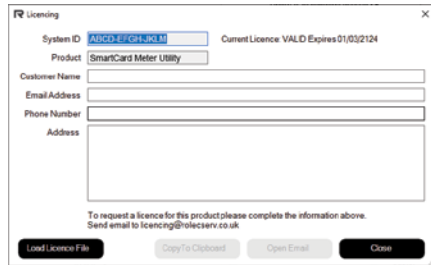 Licencing
System ID ABCD-EFGH-JKLM Current Licence: VALID Expires 01/03/2124
Product SmartCard Meter Utility
Customer Name
Email Address
Phone Number
Address
To request a licence for this product please complete the information above.
Send email to licencing@rolecserv.co.uk
Load Licence File Copy To Clipboard Open Email Close